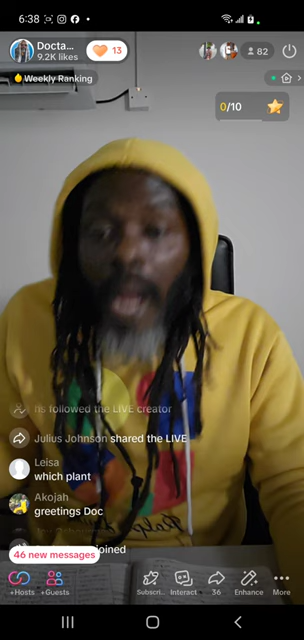 6:38
Docta...
9.2K likes
13
82
Weekly Ranking
0/10
followed the LIVE creator
Julius Johnson shared the LIVE
Leisa
which plant
Akojah
greetings Doc
46 new messages
joined
+Hosts
+Guests
Subscri...
Interact
36
Enhance
More